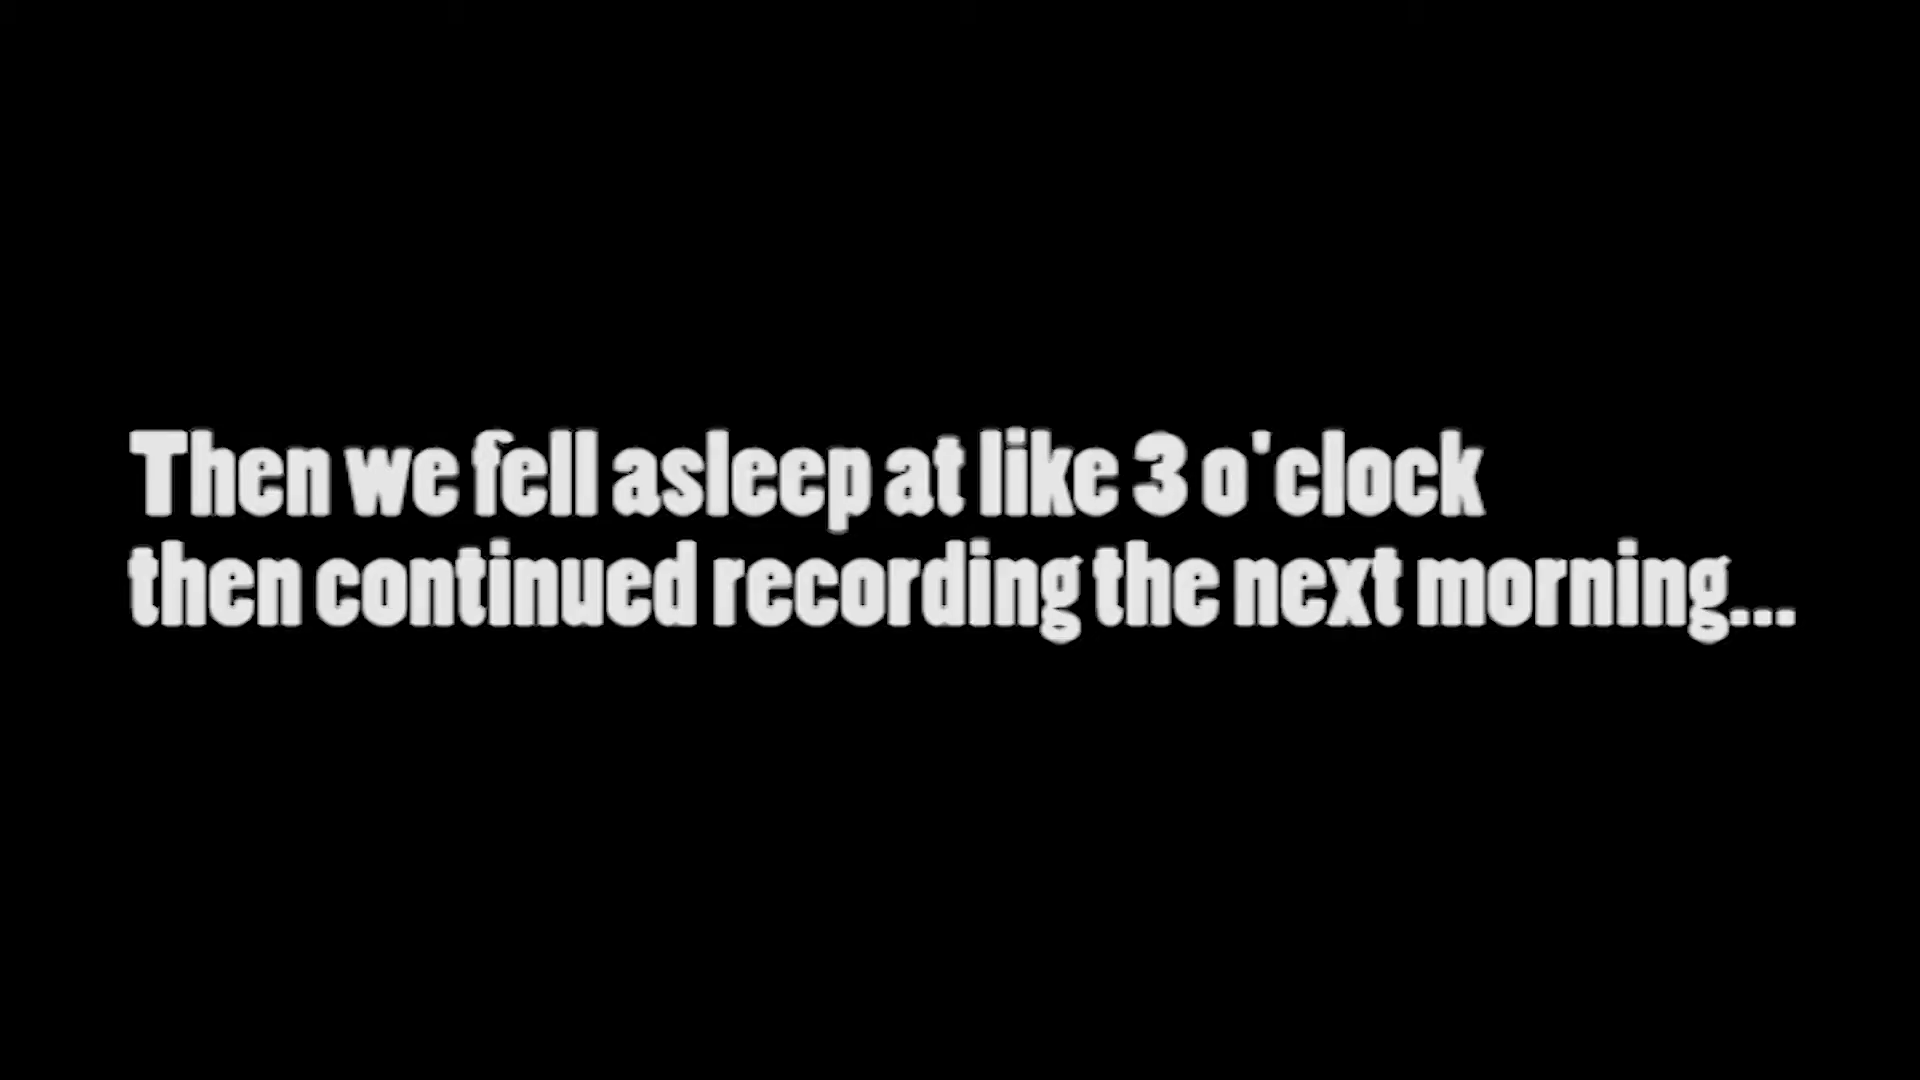 Then we fell asleep at like 3 o'clock
then continued recording the next morning...